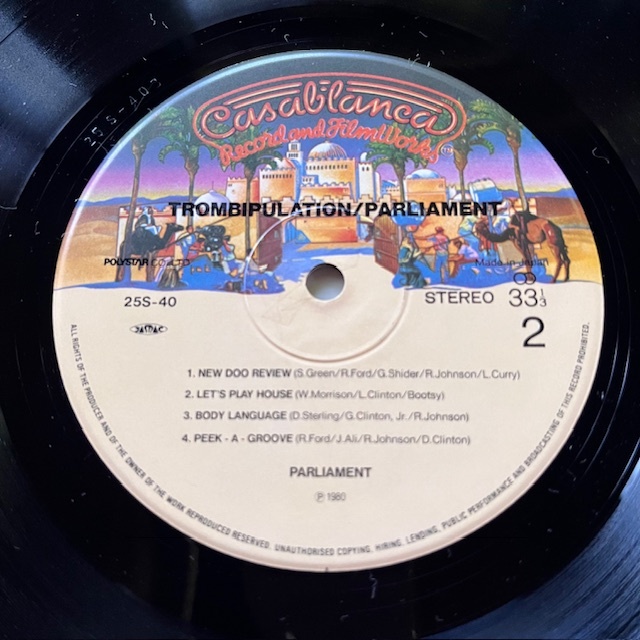 25S-40
Casablanca
Record and FilmWorks
TROMBIPULATION/PARLIAMENT
POLYSTAR CO., LTD.
Made in Japan
25S-40
STEREO 33⅓
2
JASRAC
1. NEW DOO REVIEW (S.Green/R.Ford/G.Shider/R.Johnson/L.Curry)
2. LET'S PLAY HOUSE (W.Morrison/L.Clinton/Bootsy)
3. BODY LANGUAGE (D.Sterling/G.Clinton, Jr./R.Johnson)
4. PEEK - A - GROOVE (R.Ford/J.Ali/R.Johnson/D.Clinton)
PARLIAMENT
Ⓟ 1980
ALL RIGHTS OF THE PRODUCER AND OF THE OWNER OF THE WORK REPRODUCED RESERVED. UNAUTHORISED COPYING, HIRING, LENDING, PUBLIC PERFORMANCE AND BROADCASTING OF THIS RECORD PROHIBITED.